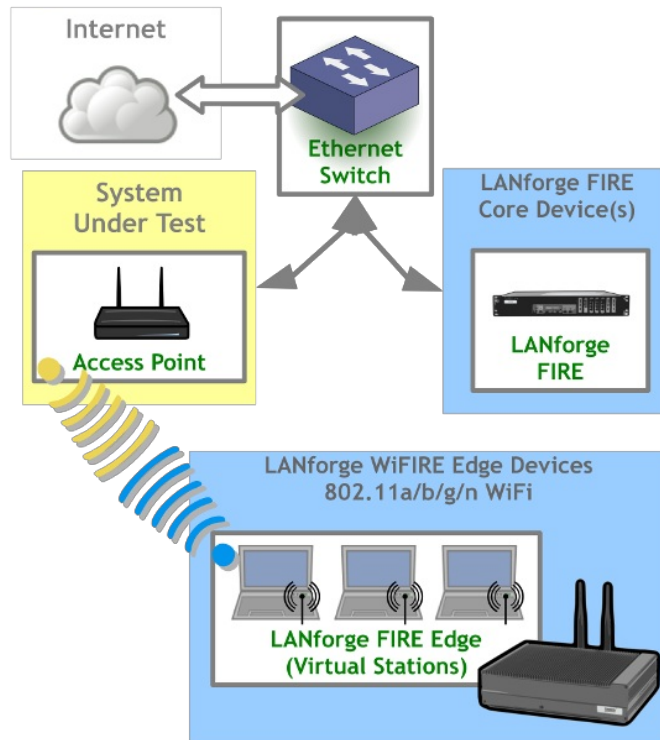 Internet
Ethernet
Switch
System
Under Test
Access Point
LANforge FIRE
Core Device(s)
LANforge
FIRE
LANforge WiFIRE Edge Devices
802.11a/b/g/n WiFi
LANforge FIRE Edge
(Virtual Stations)